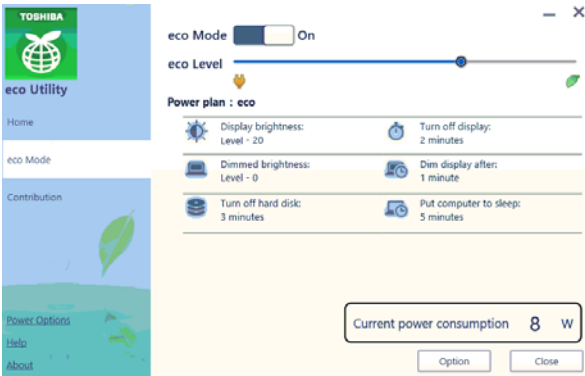 TOSHIBA
eco Utility
Home
eco Mode
Contribution
Power Options
Help
About
eco Mode On
eco Level
Power plan : eco
Display brightness:
Level - 20
Turn off display:
2 minutes
Dimmed brightness:
Level - 0
Dim display after:
1 minute
Turn off hard disk:
3 minutes
Put computer to sleep:
5 minutes
Current power consumption 8 W
Option
Close